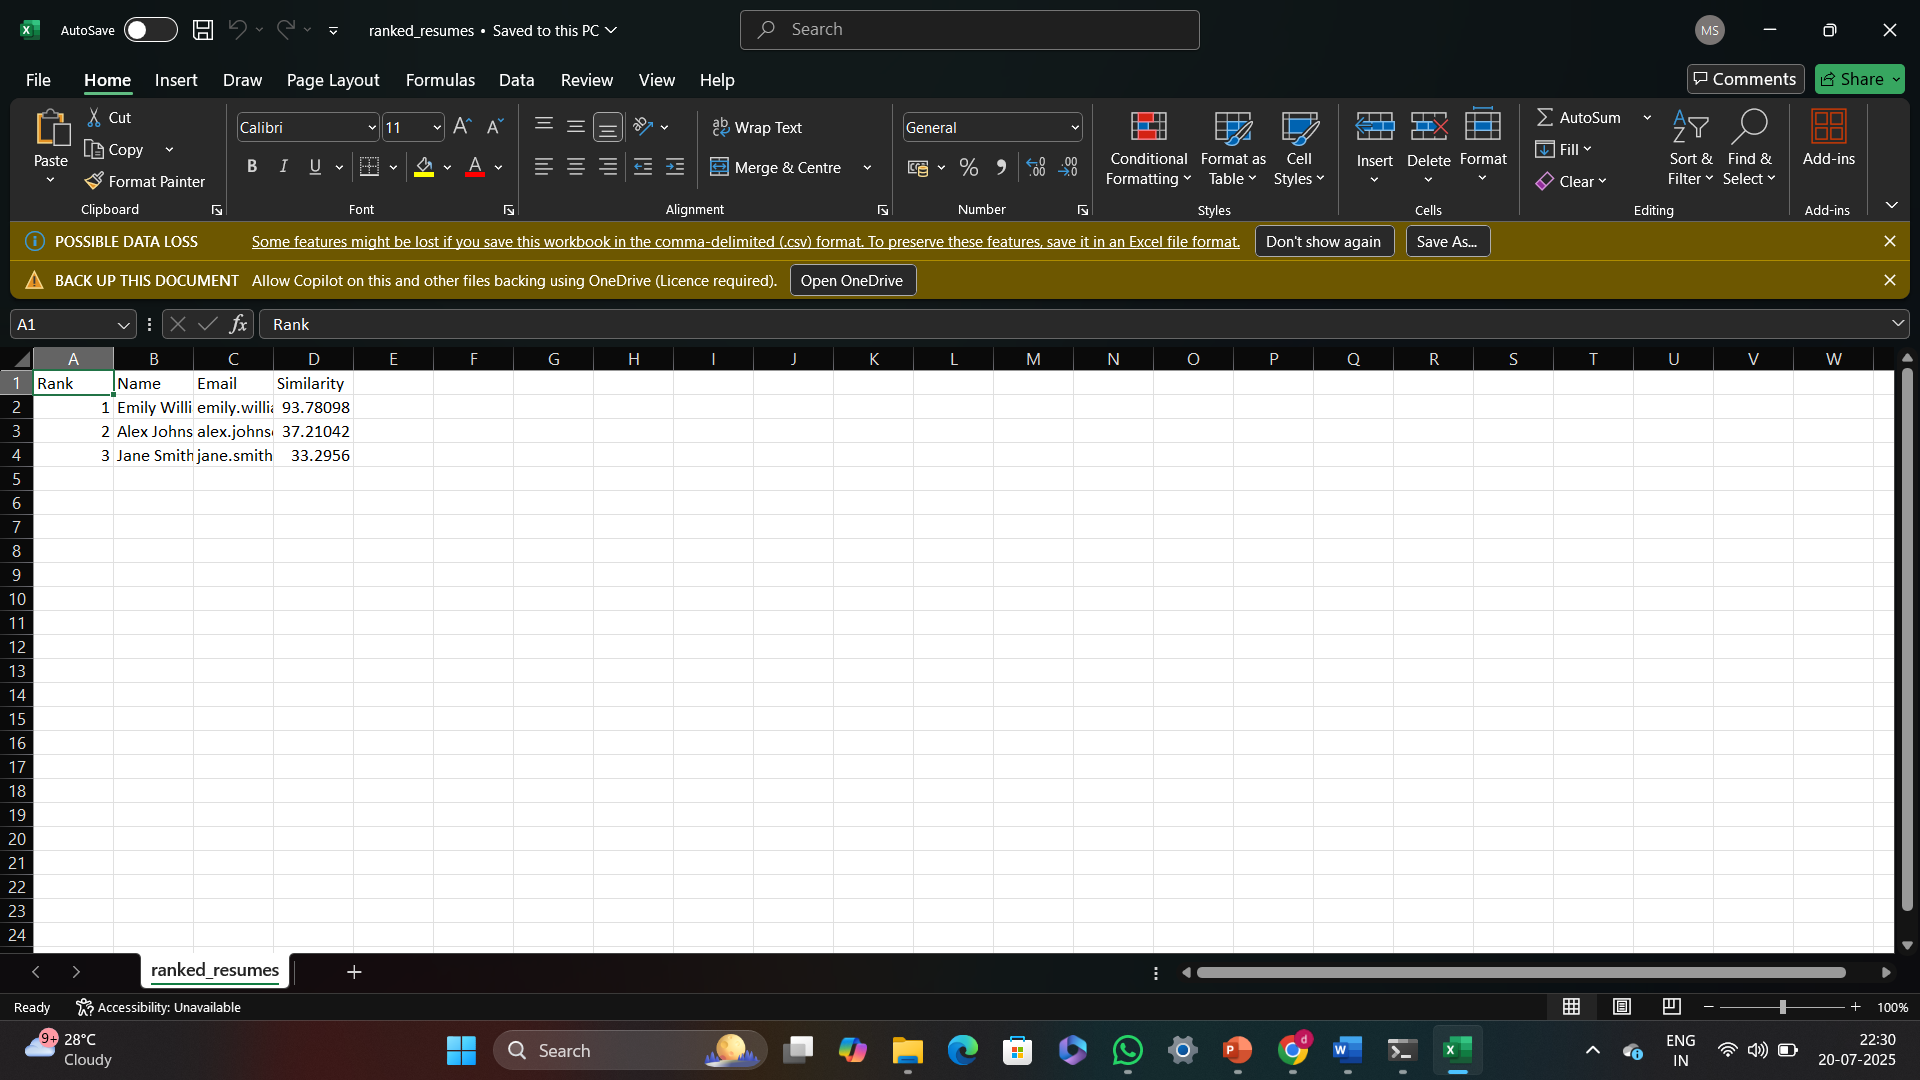 AutoSave
ranked_resumes • Saved to this PC
Search
MS
File Home Insert Draw Page Layout Formulas Data Review View Help
Comments Share
Paste
Cut
Copy
Format Painter
Clipboard
Calibri 11
B I U
Font
Wrap Text
Merge & Centre
Alignment
General
Number
Conditional Formatting
Format as Table
Cell Styles
Styles
Insert Delete Format
Cells
AutoSum
Fill
Clear
Sort & Filter
Find & Select
Editing
Add-ins
Add-ins
POSSIBLE DATA LOSS Some features might be lost if you save this workbook in the comma-delimited (.csv) format. To preserve these features, save it in an Excel file format. Don't show again Save As...
BACK UP THIS DOCUMENT Allow Copilot on this and other files backing using OneDrive (Licence required). Open OneDrive
A1 fx Rank
A B C D E F G H I J K L M N O P Q R S T U V W
1 Rank Name Email Similarity
2 1 Emily Willi emily.willia 93.78098
3 2 Alex Johns alex.johns 37.21042
4 3 Jane Smith jane.smith 33.2956
5
6
7
8
9
10
11
12
13
14
15
16
17
18
19
20
21
22
23
24
ranked_resumes
Ready Accessibility: Unavailable 100%
9+ 28°C
Cloudy
Search
ENG
IN
22:30
20-07-2025